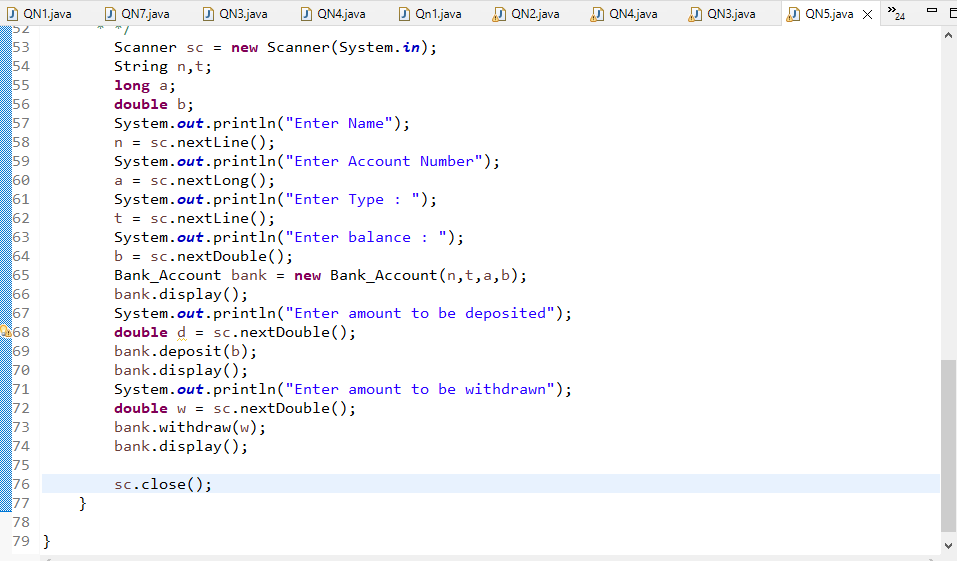 QN1.java QN7.java QN3.java QN4.java Qn1.java QN2.java QN4.java QN3.java QN5.java 24
52 * */
53 Scanner sc = new Scanner(System.in);
54 String n,t;
55 long a;
56 double b;
57 System.out.println("Enter Name");
58 n = sc.nextLine();
59 System.out.println("Enter Account Number");
60 a = sc.nextLong();
61 System.out.println("Enter Type : ");
62 t = sc.nextLine();
63 System.out.println("Enter balance : ");
64 b = sc.nextDouble();
65 Bank_Account bank = new Bank_Account(n,t,a,b);
66 bank.display();
67 System.out.println("Enter amount to be deposited");
68 double d = sc.nextDouble();
69 bank.deposit(b);
70 bank.display();
71 System.out.println("Enter amount to be withdrawn");
72 double w = sc.nextDouble();
73 bank.withdraw(w);
74 bank.display();
75
76 sc.close();
77 }
78
79 }